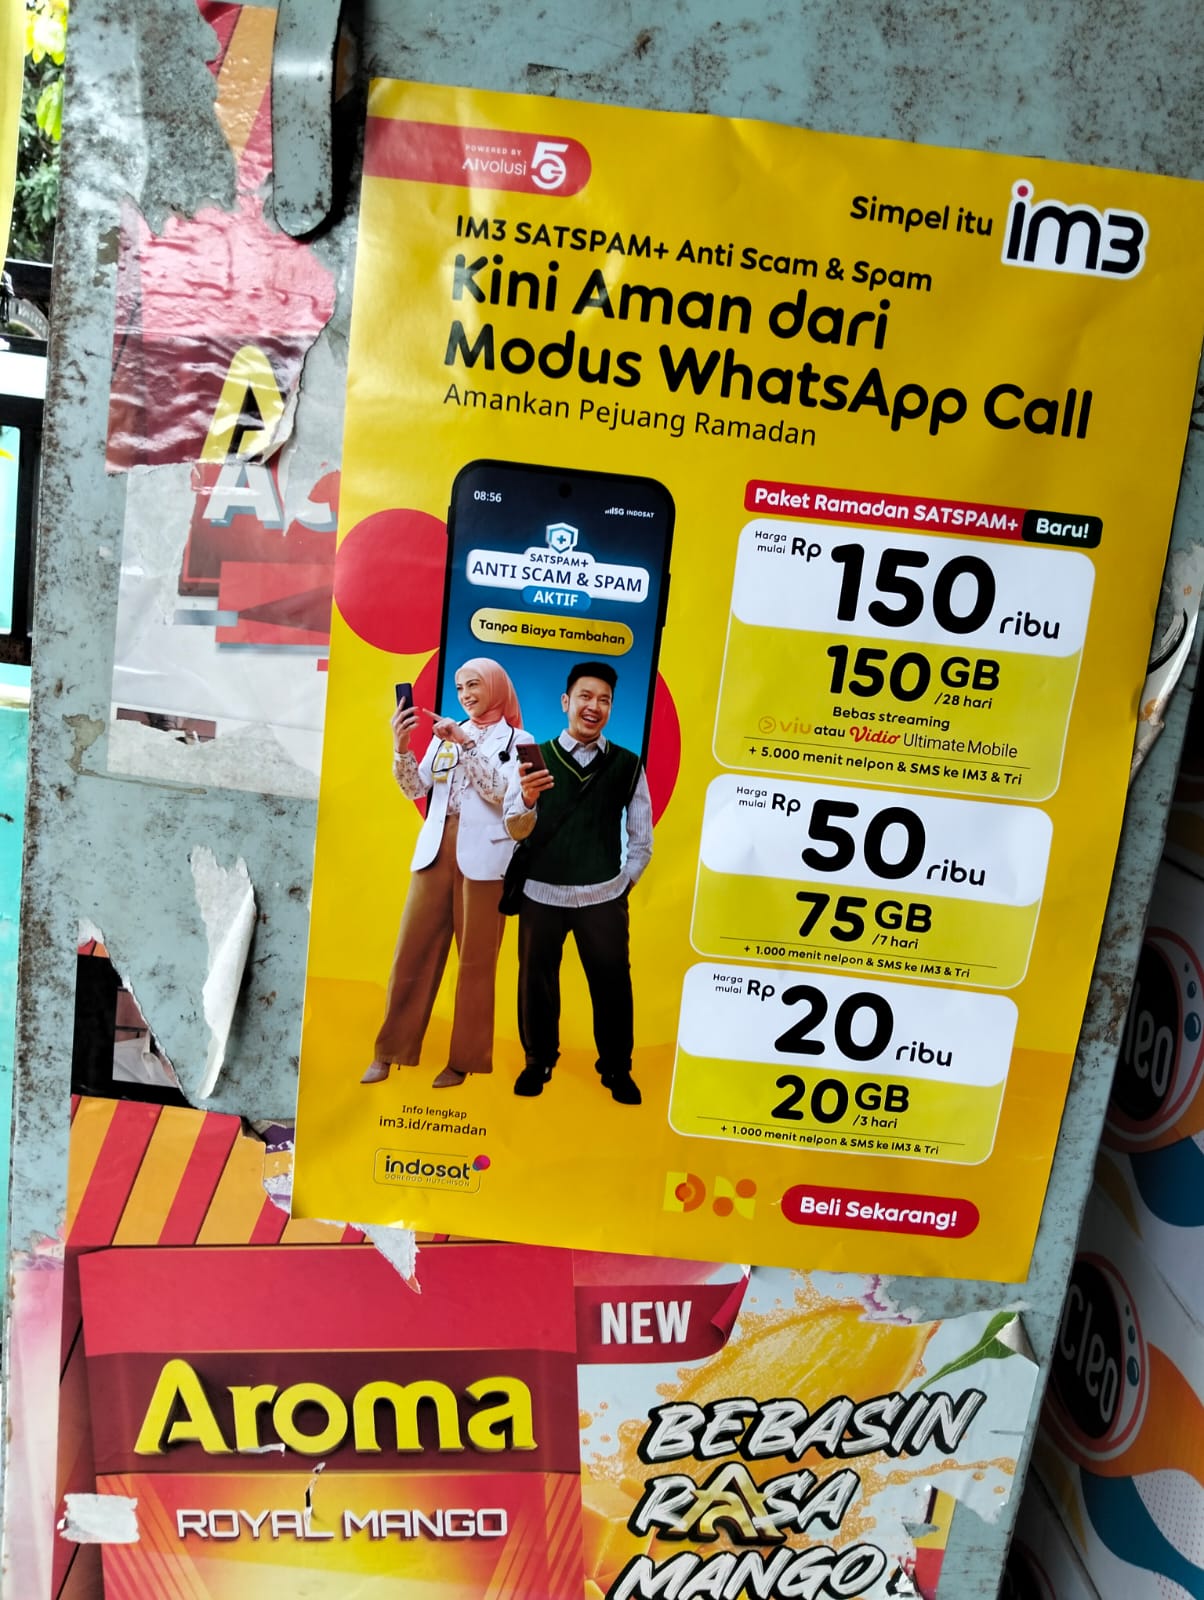 POWERED BY
AIvolusi 5G
Simpel itu im3
IM3 SATSPAM+ Anti Scam & Spam
Kini Aman dari
Modus WhatsApp Call
Amankan Pejuang Ramadan
08:56
5G INDOSAT
SATSPAM+
ANTI SCAM & SPAM
AKTIF
Tanpa Biaya Tambahan
Paket Ramadan SATSPAM+ Baru!
Harga mulai Rp 150 ribu
150 GB /28 hari
Bebas streaming
viu atau Vidio Ultimate Mobile
+ 5.000 menit nelpon & SMS ke IM3 & Tri
Harga mulai Rp 50 ribu
75 GB /7 hari
+ 1.000 menit nelpon & SMS ke IM3 & Tri
Harga mulai Rp 20 ribu
20 GB /3 hari
+ 1.000 menit nelpon & SMS ke IM3 & Tri
Info lengkap
im3.id/ramadan
indosat
OOREDOO HUTCHISON
Beli Sekarang!
Aroma
ROYAL MANGO
NEW
BEBASIN
RASA
MANGO
Cleo